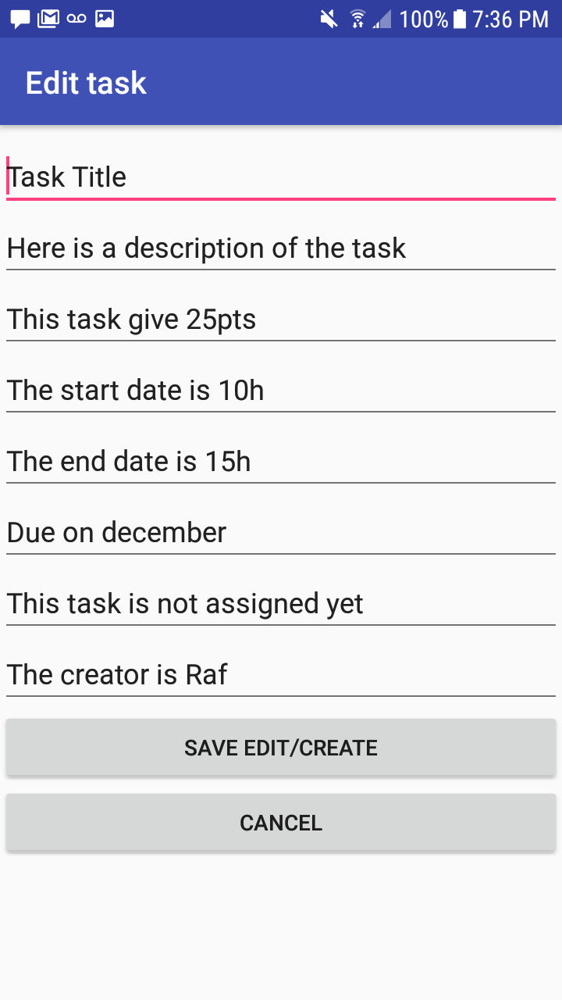 100% 7:36 PM
Edit task
Task Title
Here is a description of the task
This task give 25pts
The start date is 10h
The end date is 15h
Due on december
This task is not assigned yet
The creator is Raf
SAVE EDIT/CREATE
CANCEL